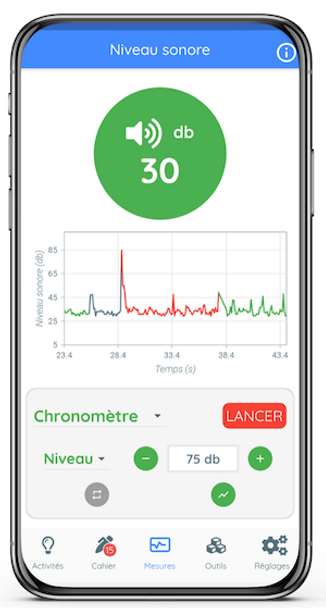 Niveau sonore
db
30
Niveau sonore (db)
85
65
45
25
5
23.4 28.4 33.4 38.4 43.4
Temps (s)
Chronomètre LANCER
Niveau - 75 db +
Activités Cahier 15 Mesures Outils Réglages